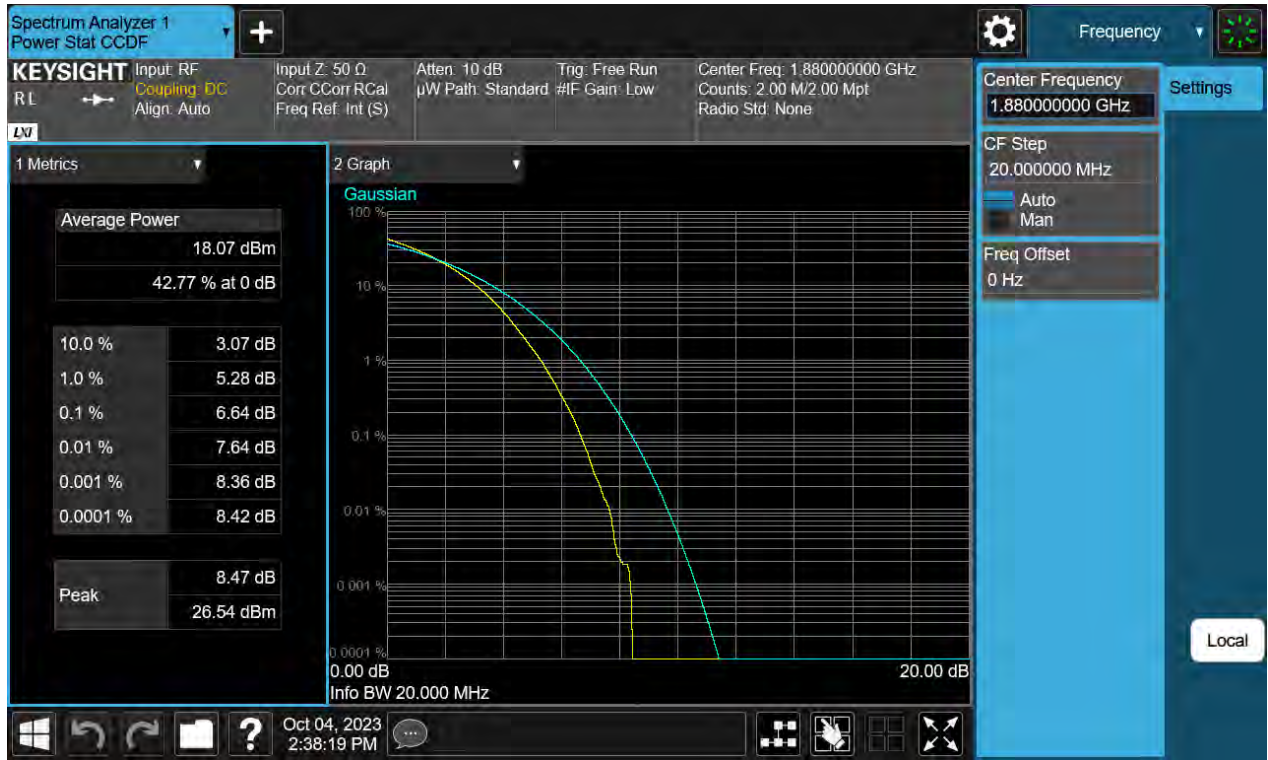 Spectrum Analyzer 1
Power Stat CCDF
Frequency
KEYSIGHT
RL
LXI
Input: RF
Coupling: DC
Align: Auto
Input Z: 50 Ω
Corr CCorr RCal
Freq Ref: Int (S)
Atten: 10 dB
µW Path: Standard
Trig: Free Run
#IF Gain: Low
Center Freq: 1.880000000 GHz
Counts: 2.00 M/2.00 Mpt
Radio Std: None
Center Frequency
1.880000000 GHz
Settings
CF Step
20.000000 MHz
Auto
Man
Freq Offset
0 Hz
1 Metrics
Average Power
18.07 dBm
42.77 % at 0 dB
10.0 % 3.07 dB
1.0 % 5.28 dB
0.1 % 6.64 dB
0.01 % 7.64 dB
0.001 % 8.36 dB
0.0001 % 8.42 dB
Peak
8.47 dB
26.54 dBm
2 Graph
Gaussian
100 %
10 %
1 %
0.1 %
0.01 %
0.001 %
0.0001 %
0.00 dB 20.00 dB
Info BW 20.000 MHz
Local
?
Oct 04, 2023
2:38:19 PM